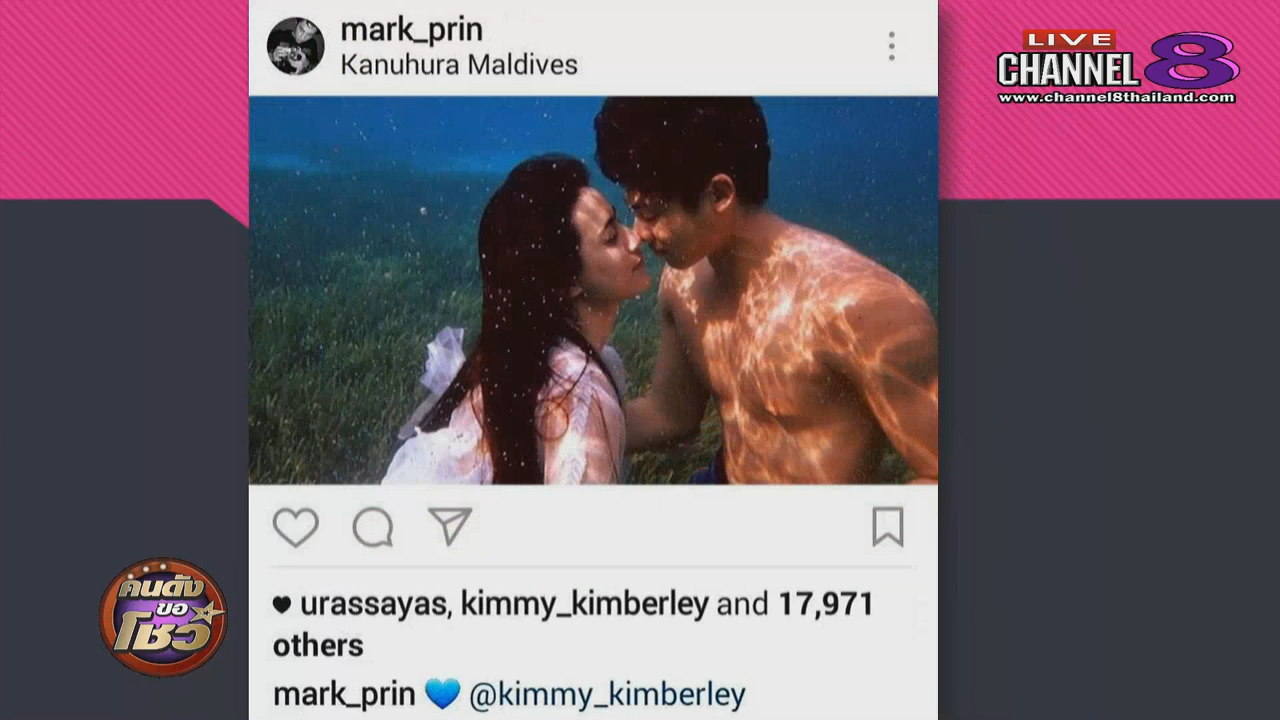 mark_prin
Kanuhura Maldives
LIVE
CHANNEL 8
www.channel8thailand.com
urassayas, kimmy_kimberley and 17,971
others
mark_prin 💙 @kimmy_kimberley
คนดัง
ขอ
โชว์